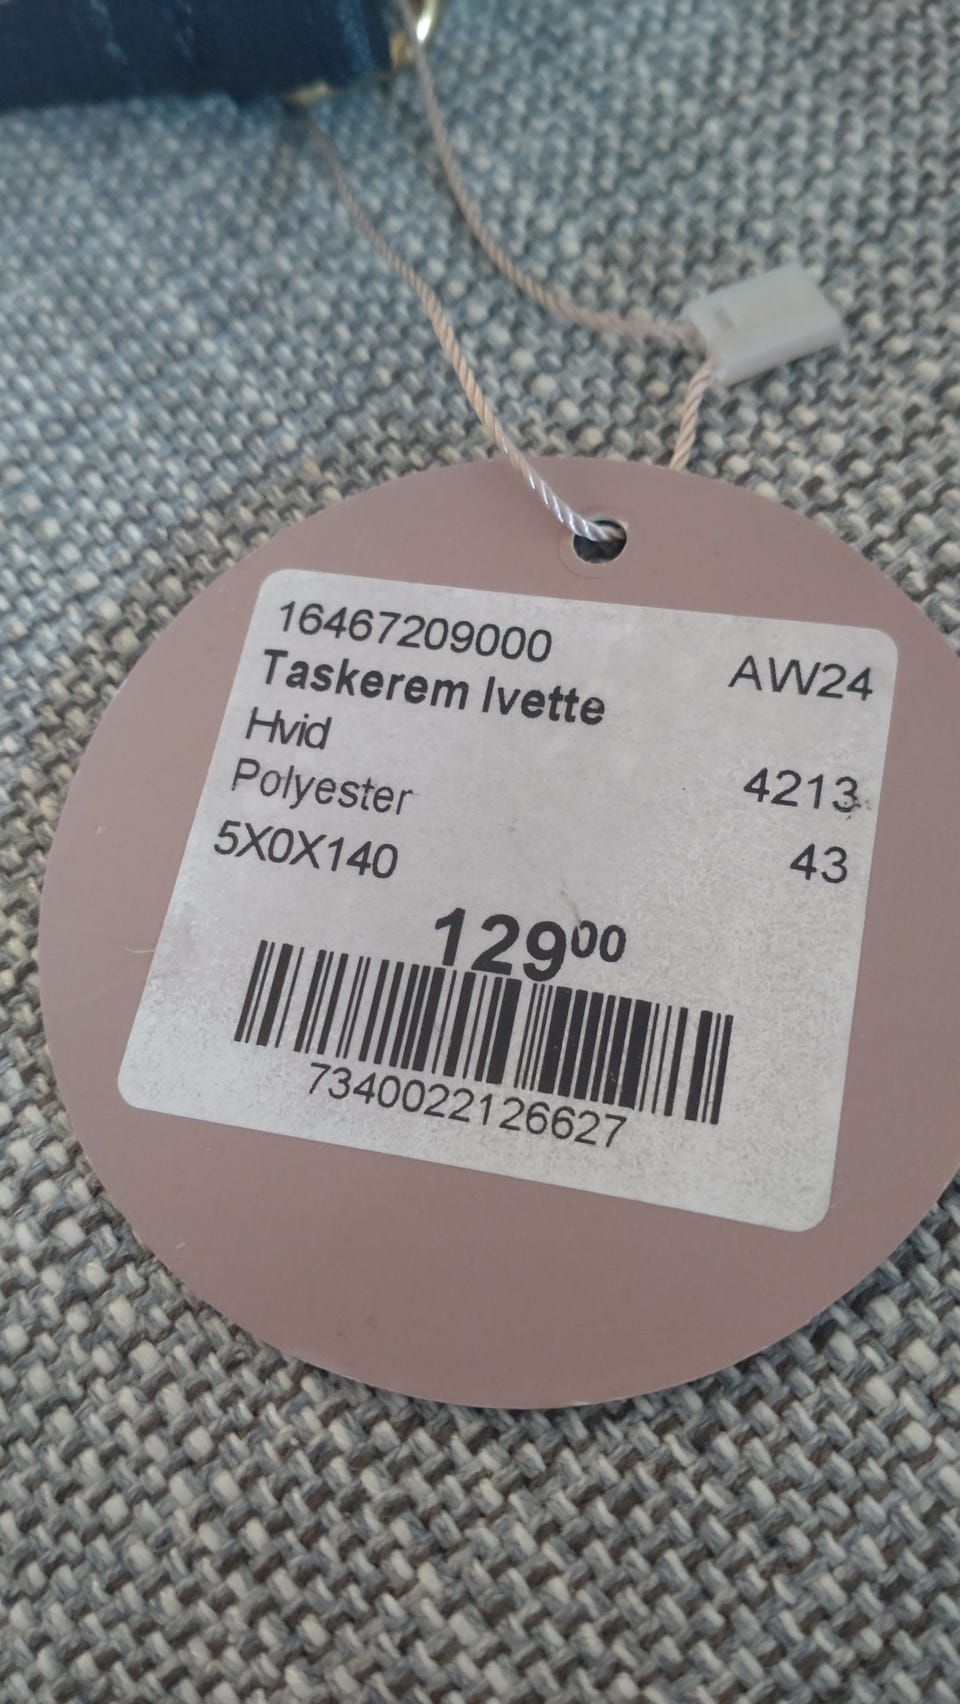 16467209000
AW24
Taskerem Ivette
Hvid
4213
Polyester
43
5X0X140
129⁰⁰
7340022126627